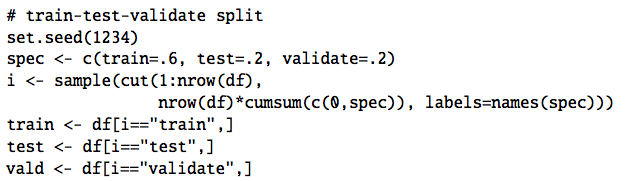 # train-test-validate split
set.seed(1234)
spec <- c(train=.6, test=.2, validate=.2)
i <- sample(cut(1:nrow(df),
                nrow(df)*cumsum(c(0,spec)), labels=names(spec)))
train <- df[i=="train",]
test <- df[i=="test",]
vald <- df[i=="validate",]